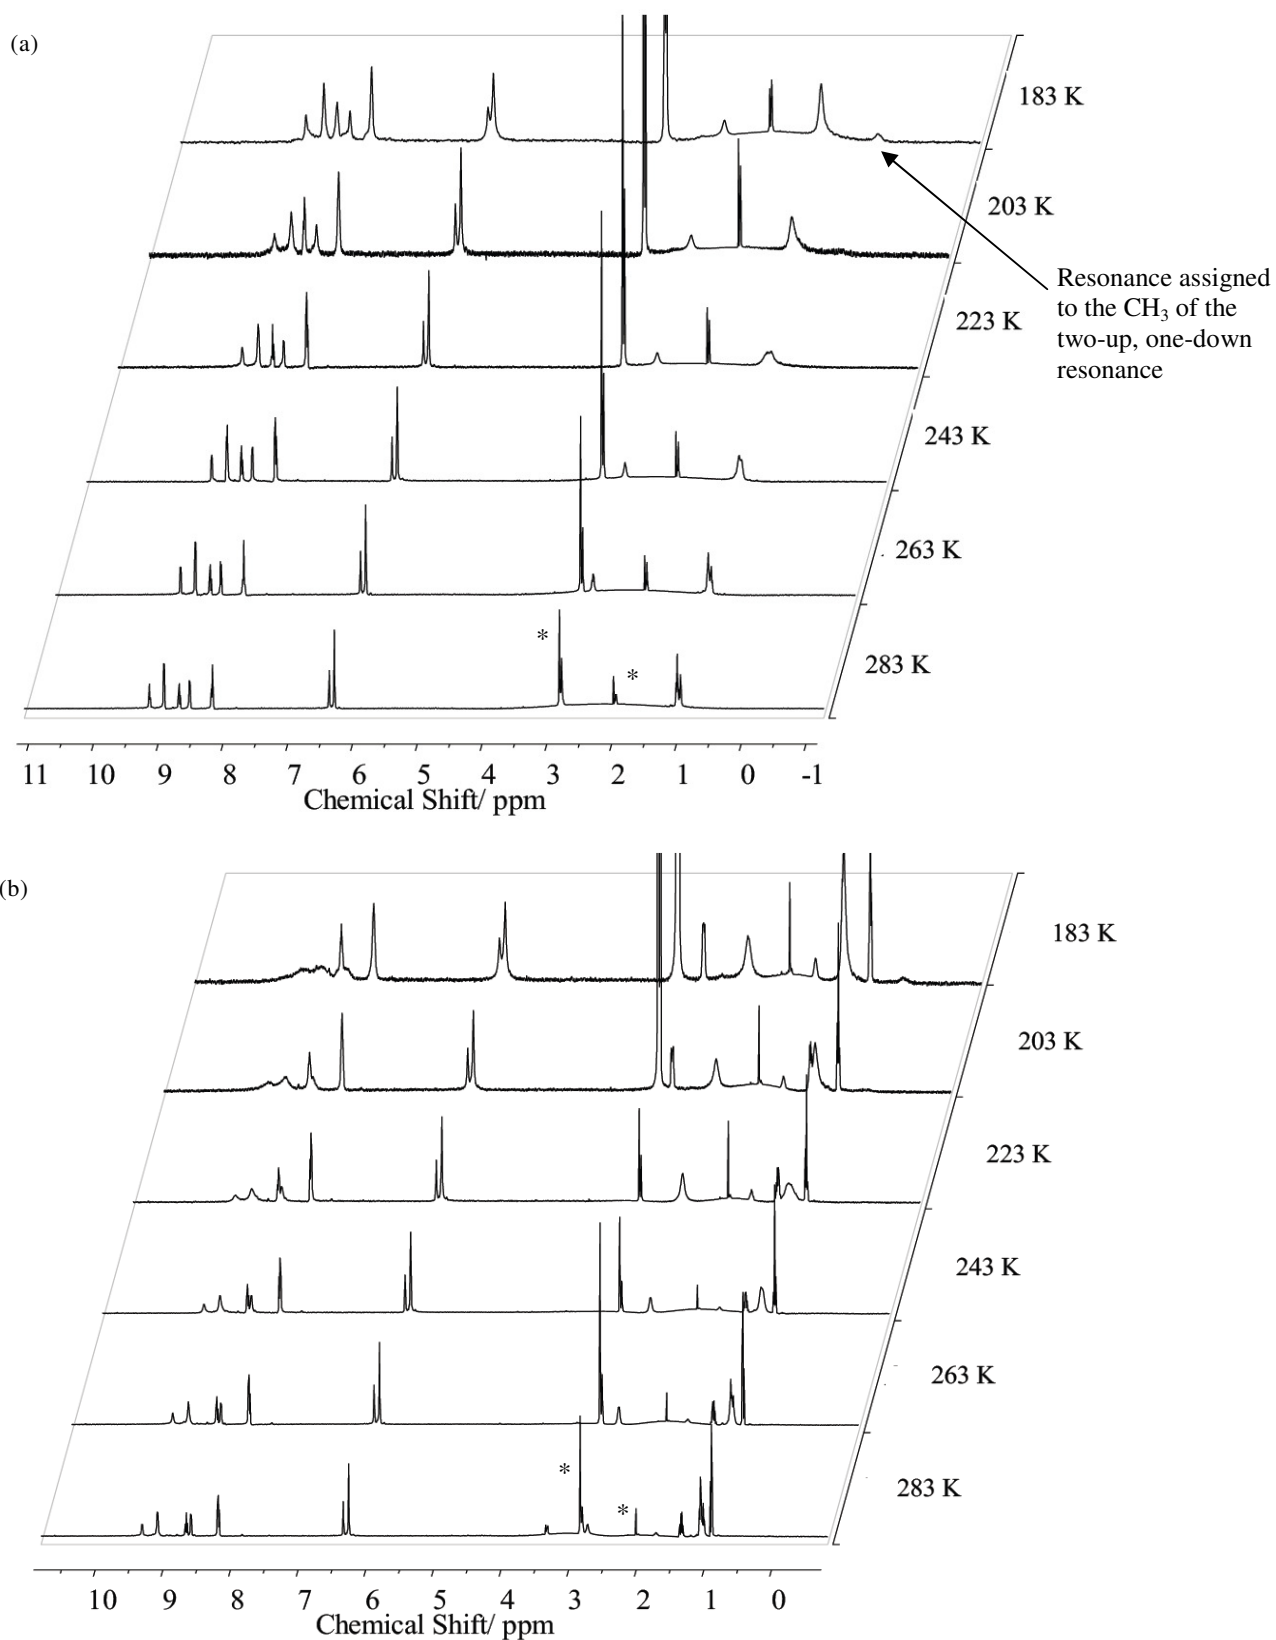 (a)
183 K
203 K
Resonance assigned
to the CH₃ of the
two-up, one-down
resonance
223 K
243 K
263 K
* 283 K
*
11 10 9 8 7 6 5 4 3 2 1 0 -1
Chemical Shift/ ppm
(b)
183 K
203 K
223 K
243 K
263 K
*
283 K
*
10 9 8 7 6 5 4 3 2 1 0
Chemical Shift/ ppm